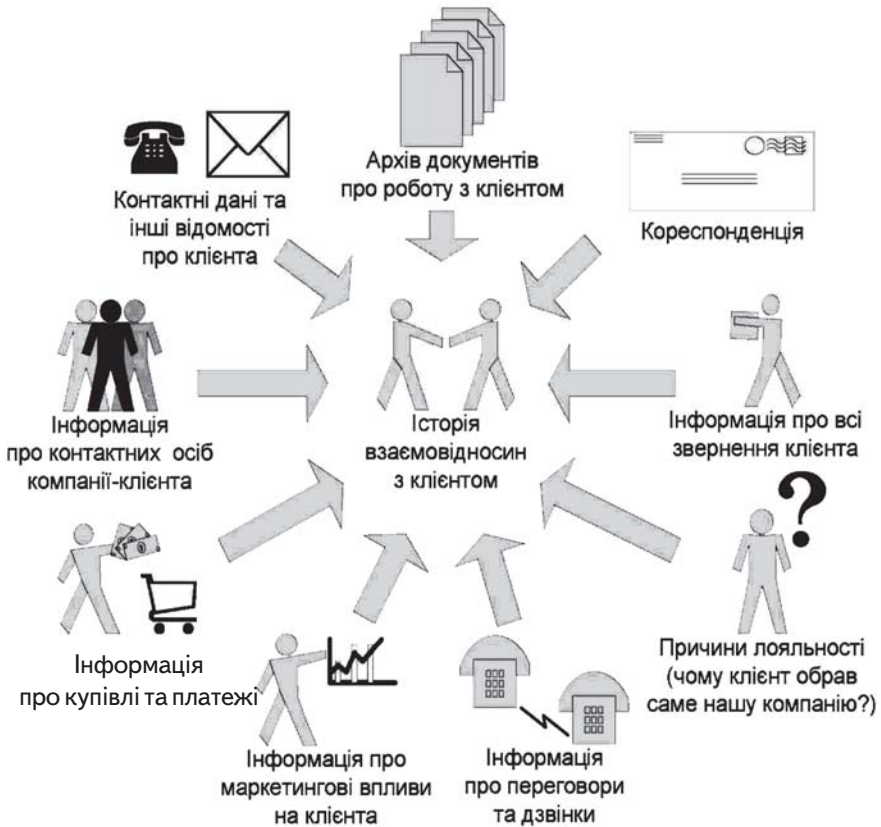 Архів документів
про роботу з клієнтом
Контактні дані та
інші відомості
про клієнта
Кореспонденція
Інформація
про контактних осіб
компанії-клієнта
Історія
взаємовідносин
з клієнтом
Інформація про всі
звернення клієнта
Інформація
про купівлі та платежі
Причини лояльності
(чому клієнт обрав
саме нашу компанію?)
Інформація про
маркетингові впливи
на клієнта
Інформація
про переговори
та дзвінки